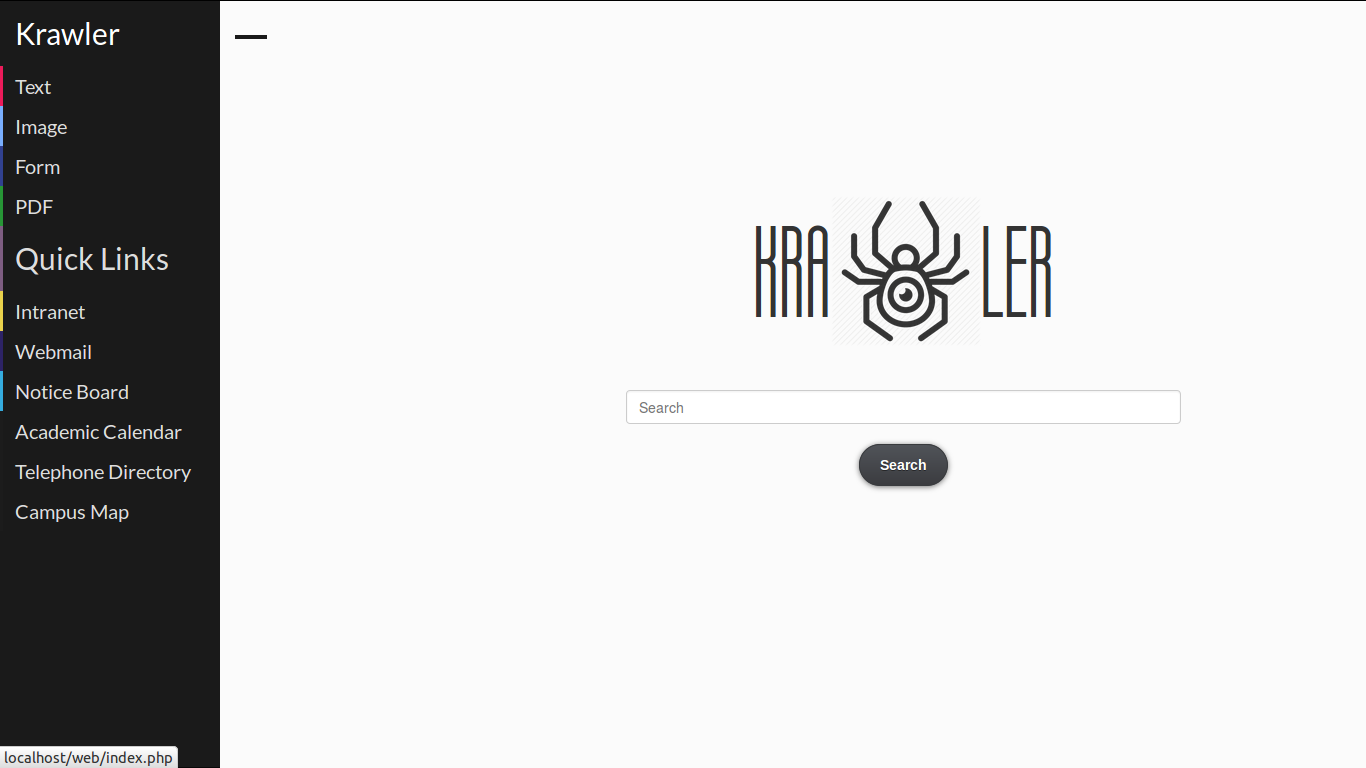 Krawler
Text
Image
Form
PDF
Quick Links
Intranet
Webmail
Notice Board
Academic Calendar
Telephone Directory
Campus Map
KRA LER
Search
Search
localhost/web/index.php